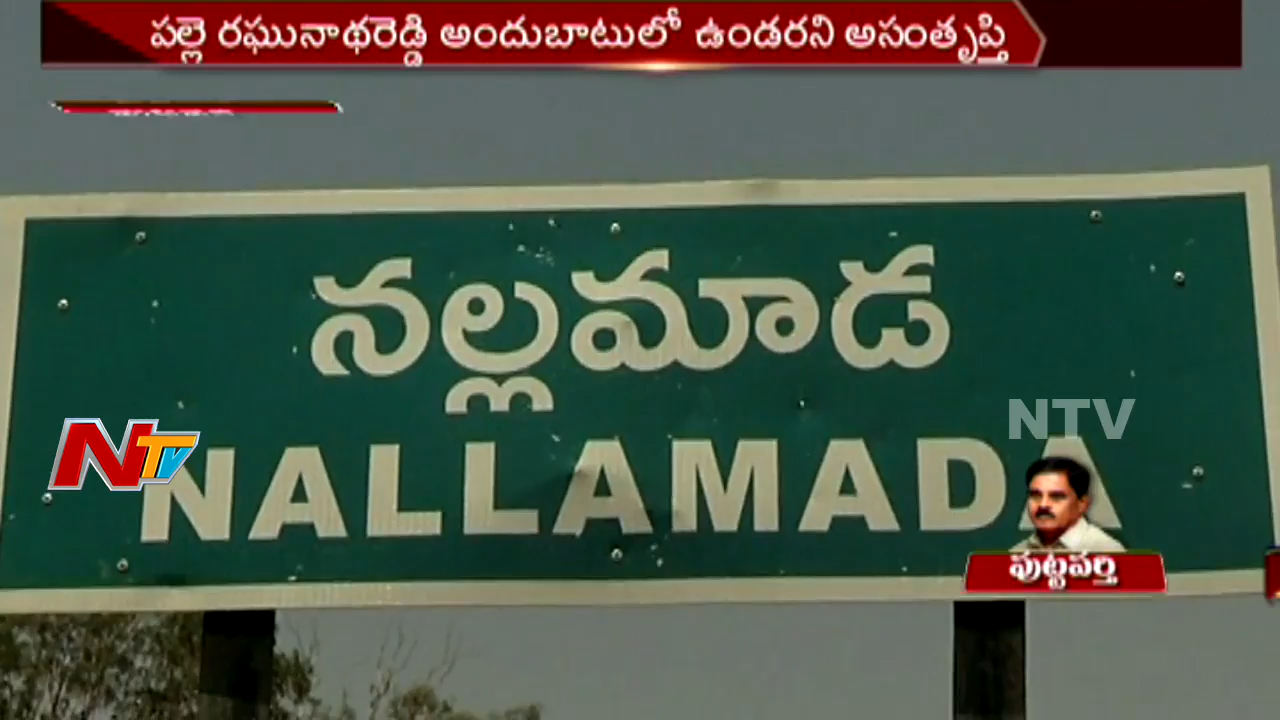 పల్లె రఘునాథరెడ్డి అందుబాటులో ఉండరని అసంతృప్తి
నల్లమాడ
NTV
NTV
NALLAMADA
పుట్టపర్తి